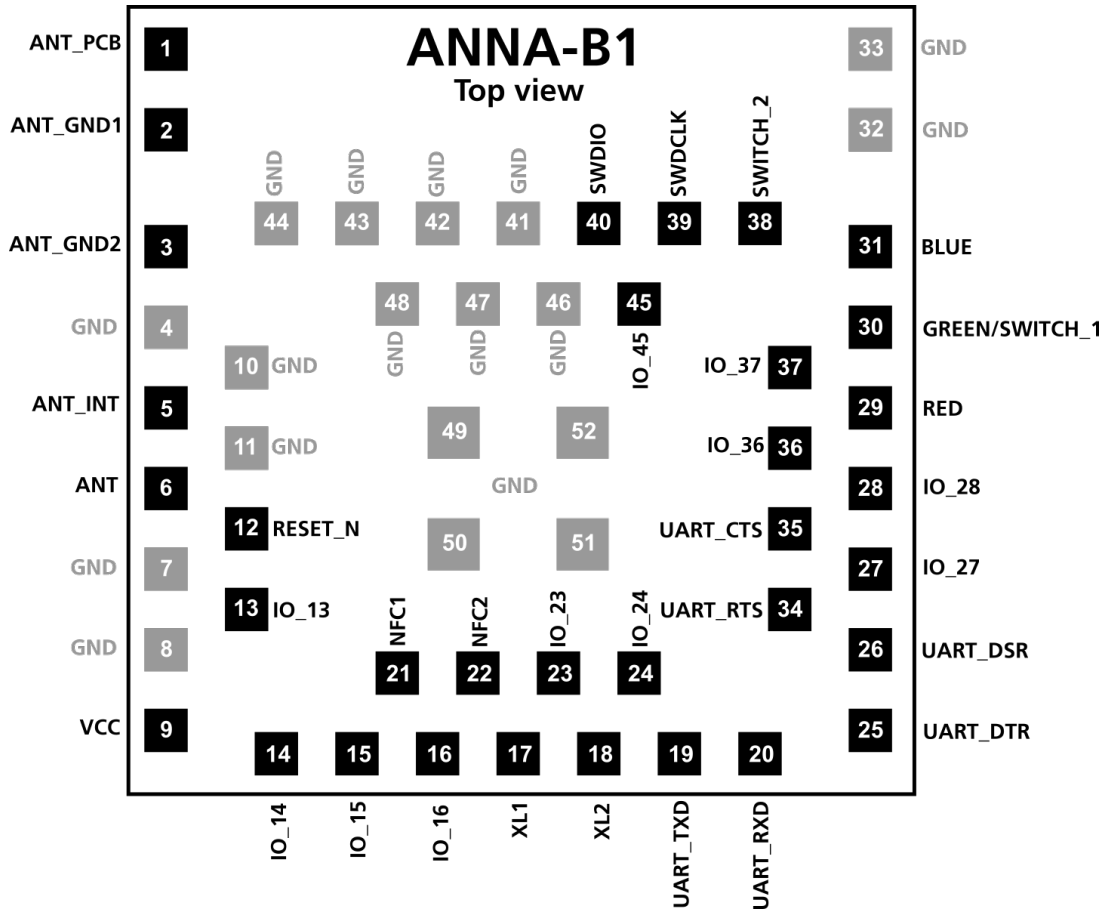 ANNA-B1
Top view
ANT_PCB
1
33
GND
ANT_GND1
2
32
GND
GND
GND
GND
GND
SWDIO
SWDCLK
SWITCH_2
44
43
42
41
40
39
38
ANT_GND2
3
31
BLUE
48
47
46
45
GND
GND
GND
IO_45
GND
4
30
GREEN/SWITCH_1
10
GND
IO_37
37
ANT_INT
5
29
RED
49
52
11
GND
IO_36
36
ANT
6
GND
28
IO_28
12
RESET_N
50
51
UART_CTS
35
GND
7
27
IO_27
13
IO_13
NFC1
NFC2
IO_23
IO_24
UART_RTS
34
GND
8
26
UART_DSR
21
22
23
24
VCC
9
25
UART_DTR
14
15
16
17
18
19
20
IO_14
IO_15
IO_16
XL1
XL2
UART_TXD
UART_RXD